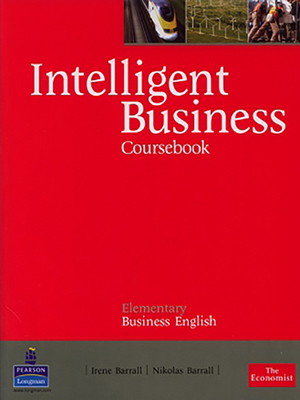 Intelligent
Business
Coursebook
Elementary
Business English
| Irene Barrall | Nikolas Barrall |
PEARSON
Longman
The
Economist